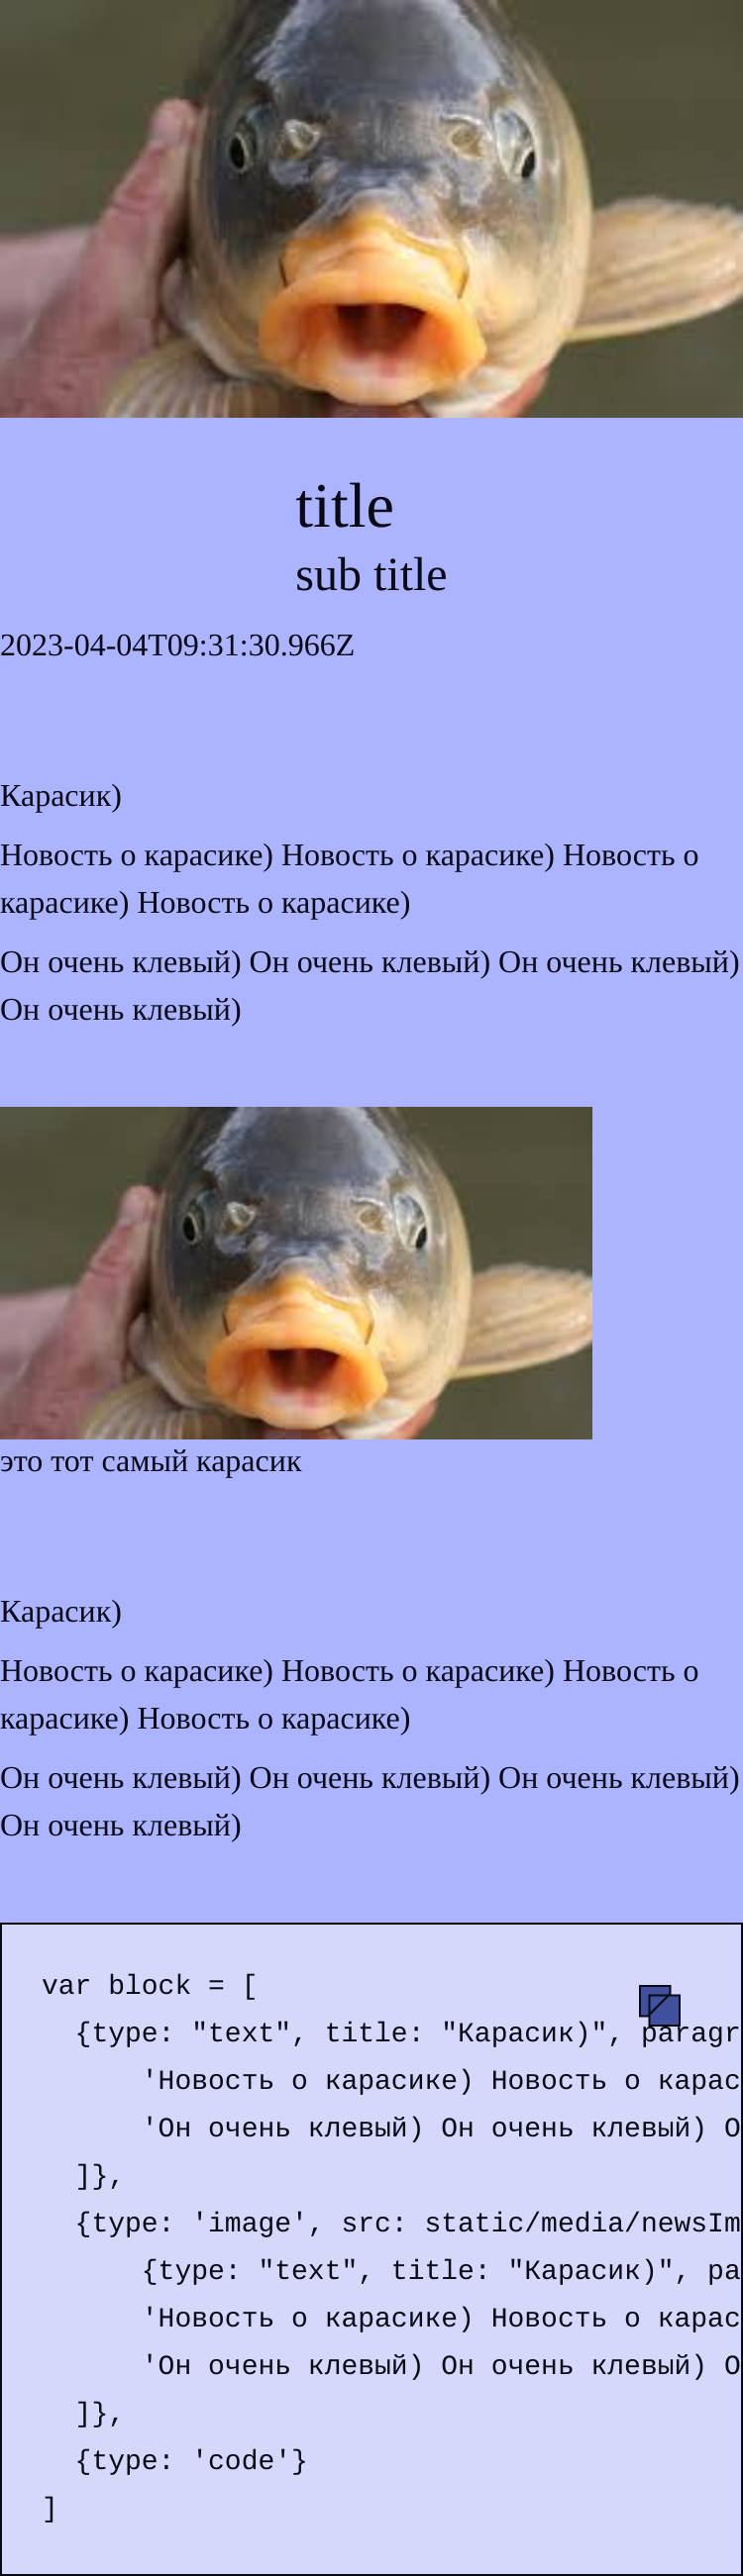 title
sub title
2023-04-04T09:31:30.966Z
Карасик)
Новость о карасике) Новость о карасике) Новость о
карасике) Новость о карасике)
Он очень клевый) Он очень клевый) Он очень клевый)
Он очень клевый)
это тот самый карасик
Карасик)
Новость о карасике) Новость о карасике) Новость о
карасике) Новость о карасике)
Он очень клевый) Он очень клевый) Он очень клевый)
Он очень клевый)
var block = [
  {type: "text", title: "Карасик)", paragr
      'Новость о карасике) Новость о карас
      'Он очень клевый) Он очень клевый) О
  ]},
  {type: 'image', src: static/media/newsIm
      {type: "text", title: "Карасик)", pa
      'Новость о карасике) Новость о карас
      'Он очень клевый) Он очень клевый) О
  ]},
  {type: 'code'}
]